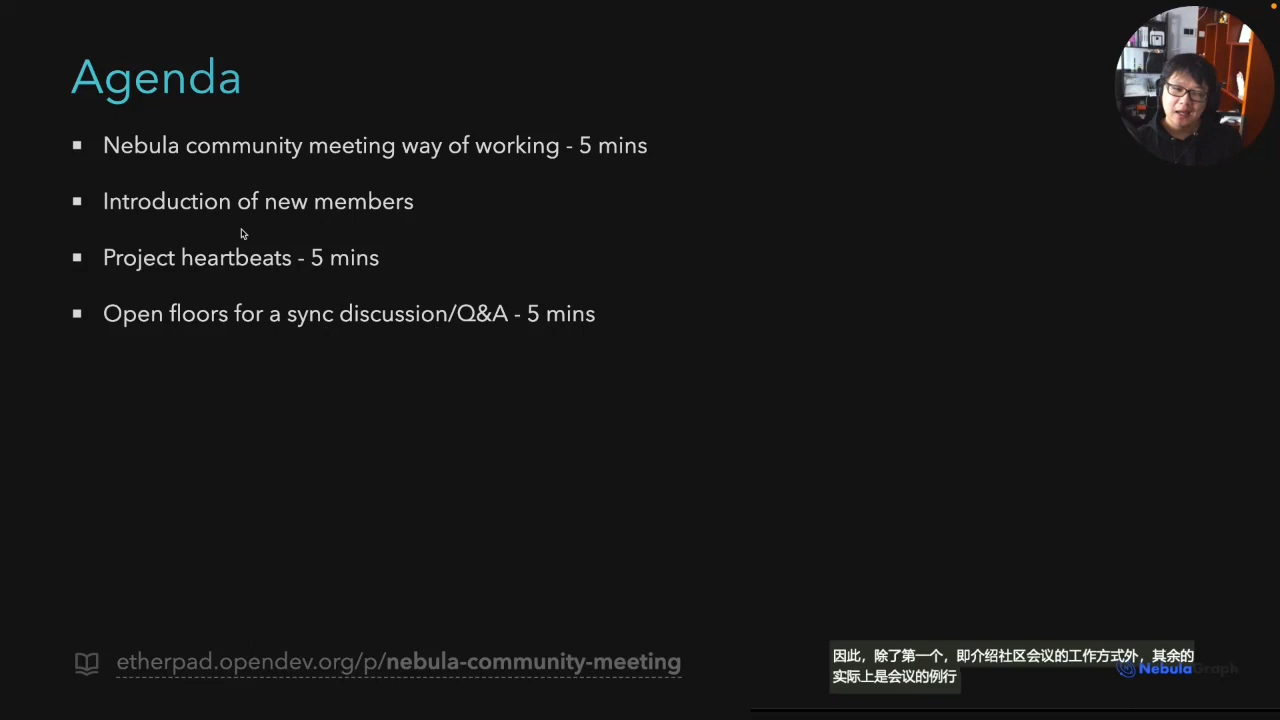 Agenda
Nebula community meeting way of working - 5 mins
Introduction of new members
Project heartbeats - 5 mins
Open floors for a sync discussion/Q&A - 5 mins
etherpad.opendev.org/p/nebula-community-meeting
因此，除了第一个，即介绍社区会议的工作方式外，其余的
实际上是会议的例行
NebulaGraph